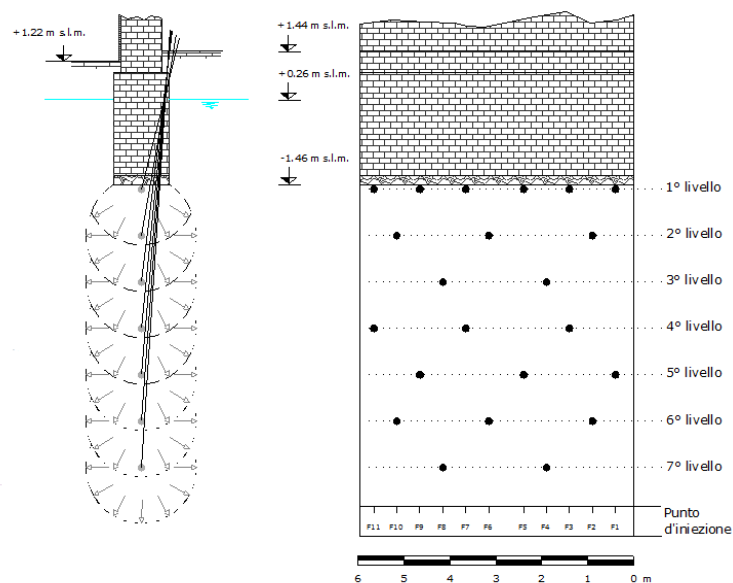 +1.22 m s.l.m.
+1.44 m s.l.m.
+0.26 m s.l.m.
-1.46 m s.l.m.
1° livello
2° livello
3° livello
4° livello
5° livello
6° livello
7° livello
Punto
d'iniezione
F11 F10 F9 F8 F7 F6 F5 F4 F3 F2 F1
6 5 4 3 2 1 0 m